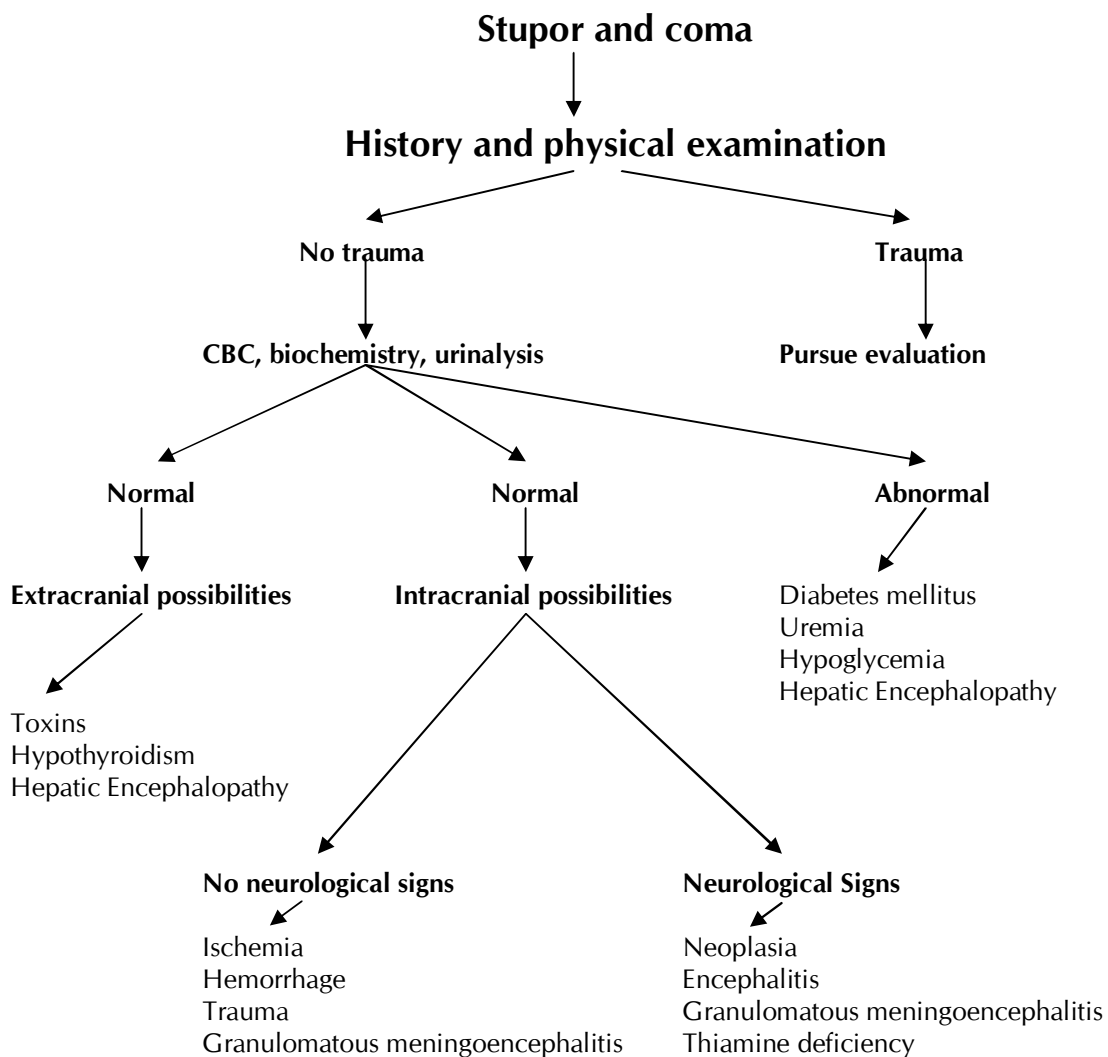 Stupor and coma
History and physical examination
No trauma
Trauma
CBC, biochemistry, urinalysis
Pursue evaluation
Normal
Normal
Abnormal
Extracranial possibilities
Intracranial possibilities
Diabetes mellitus
Uremia
Hypoglycemia
Hepatic Encephalopathy
Toxins
Hypothyroidism
Hepatic Encephalopathy
No neurological signs
Ischemia
Hemorrhage
Trauma
Granulomatous meningoencephalitis
Neurological Signs
Neoplasia
Encephalitis
Granulomatous meningoencephalitis
Thiamine deficiency